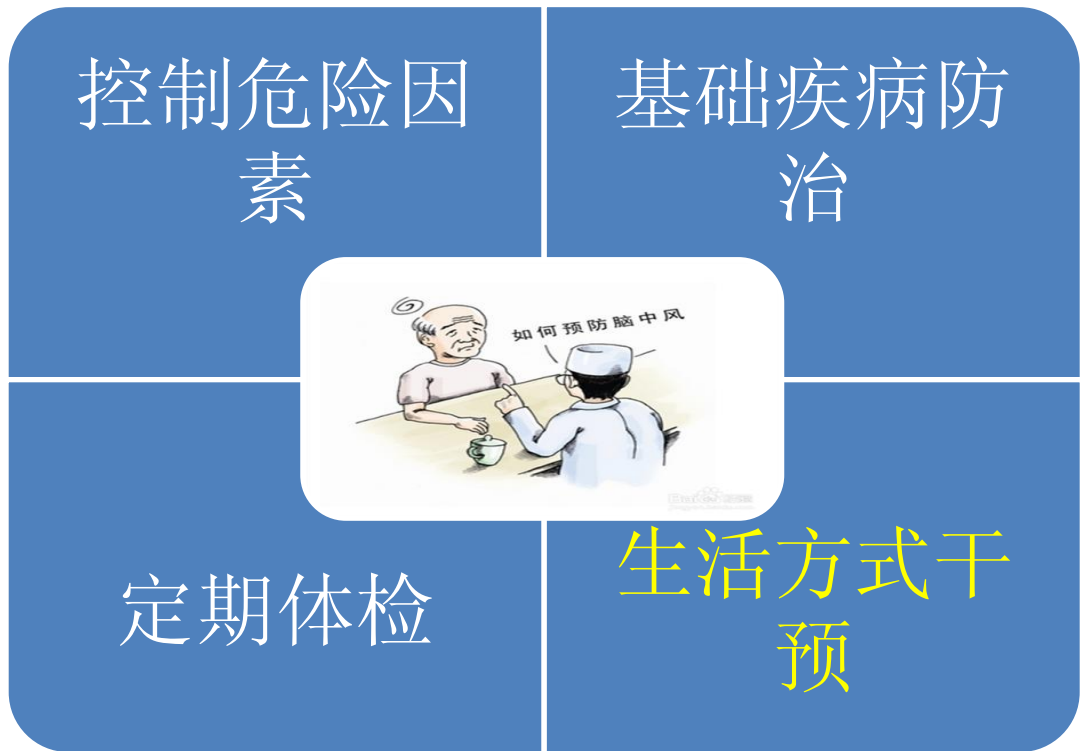 控制危险因
素
基础疾病防
治
如何预防脑中风
定期体检
生活方式干
预